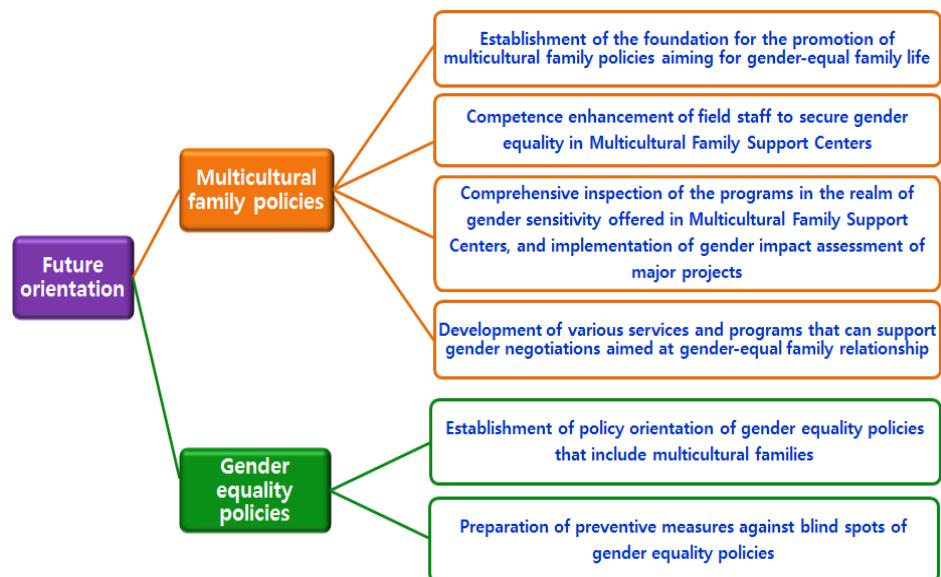 Future
orientation
Multicultural
family policies
Establishment of the foundation for the promotion of
multicultural family policies aiming for gender-equal family life
Competence enhancement of field staff to secure gender
equality in Multicultural Family Support Centers
Comprehensive inspection of the programs in the realm of
gender sensitivity offered in Multicultural Family Support
Centers, and implementation of gender impact assessment of
major projects
Development of various services and programs that can support
gender negotiations aimed at gender-equal family relationship
Gender
equality
policies
Establishment of policy orientation of gender equality policies
that include multicultural families
Preparation of preventive measures against blind spots of
gender equality policies